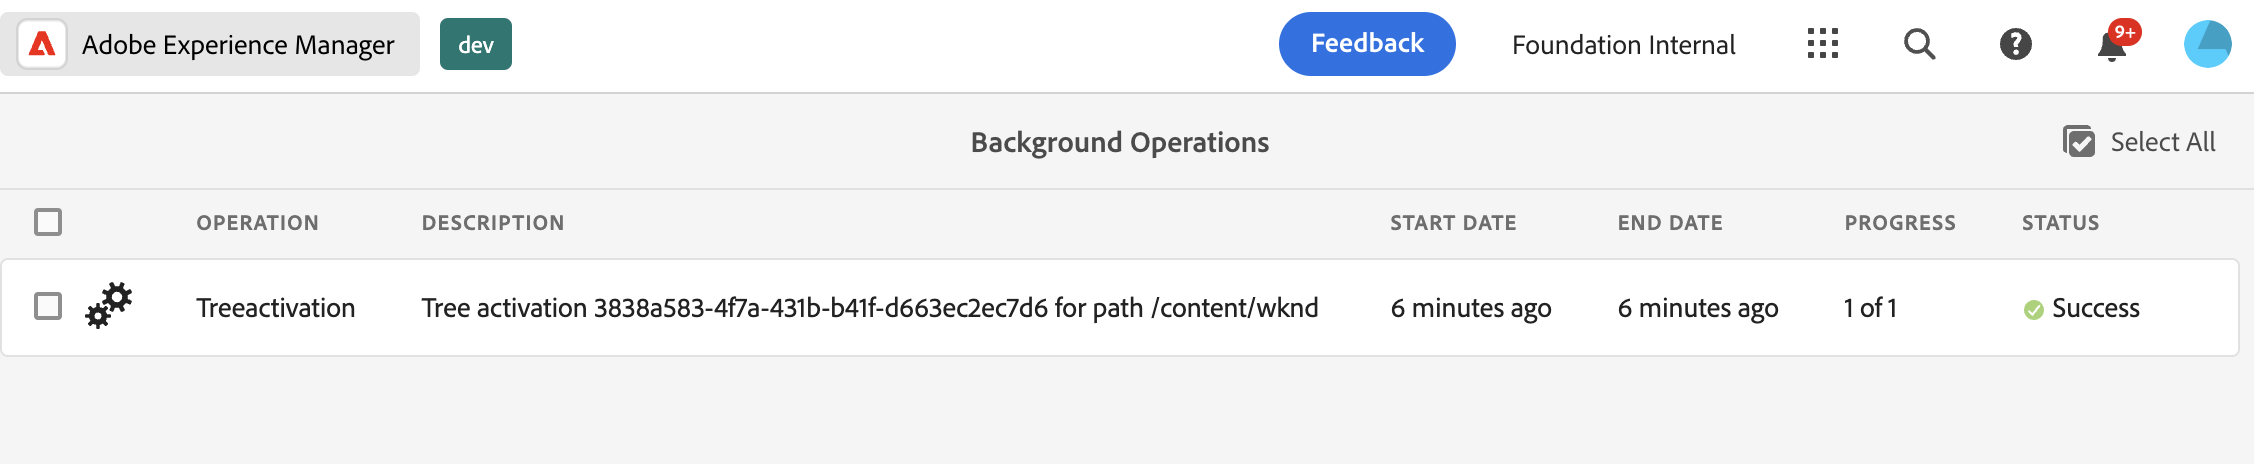 Adobe Experience Manager dev Feedback Foundation Internal ? 9+
Background Operations Select All
OPERATION DESCRIPTION START DATE END DATE PROGRESS STATUS
Treeactivation Tree activation 3838a583-4f7a-431b-b41f-d663ec2ec7d6 for path /content/wknd 6 minutes ago 6 minutes ago 1 of 1 Success